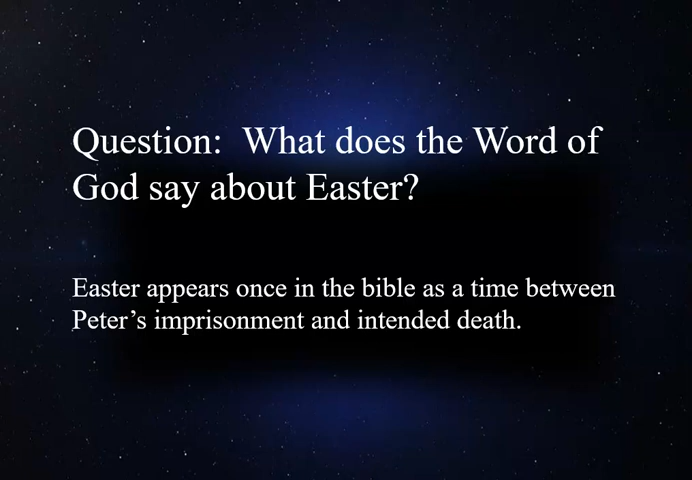 Question:  What does the Word of
God say about Easter?
Easter appears once in the bible as a time between
Peter’s imprisonment and intended death.